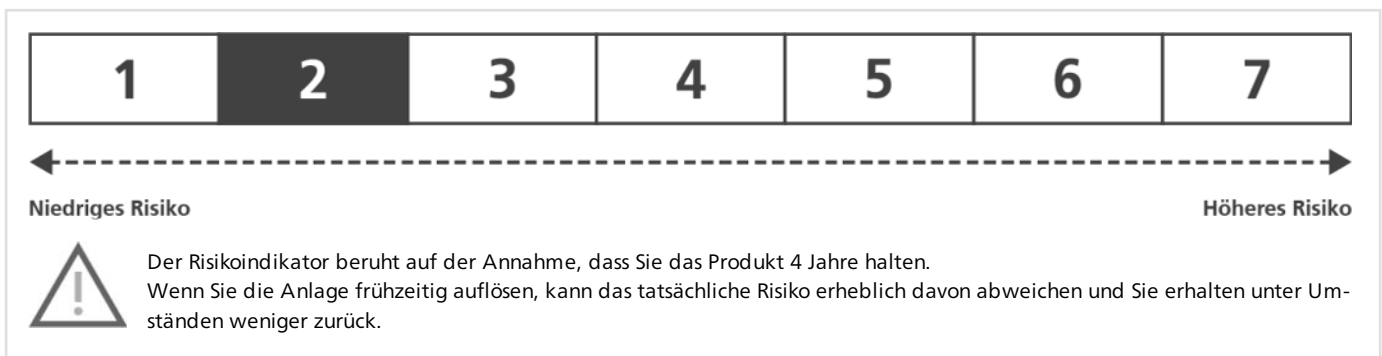 1 2 3 4 5 6 7
Niedriges Risiko Höheres Risiko
Der Risikoindikator beruht auf der Annahme, dass Sie das Produkt 4 Jahre halten.
Wenn Sie die Anlage frühzeitig auflösen, kann das tatsächliche Risiko erheblich davon abweichen und Sie erhalten unter Um-
ständen weniger zurück.